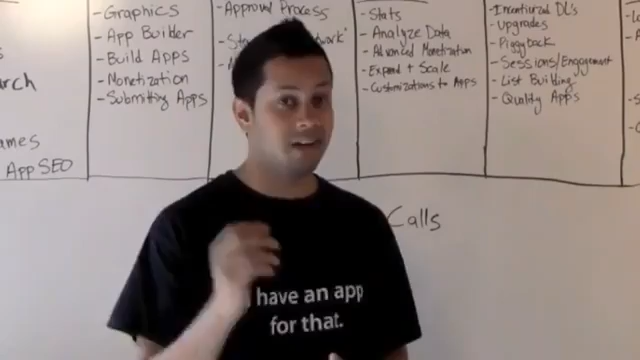 arch
ames
App SEO
- Graphics
- App Builder
- Build Apps
- Monetization
- Submitting Apps
- Approval Process
- Stats
- Analyze Data
- Advanced Monetization
- Expand + Scale
- Customizations to Apps
- Incentivized DL's
- Upgrades
- Piggyback
- Sessions/Engagement
- List Building
- Quality Apps
Calls
have an app
for that.